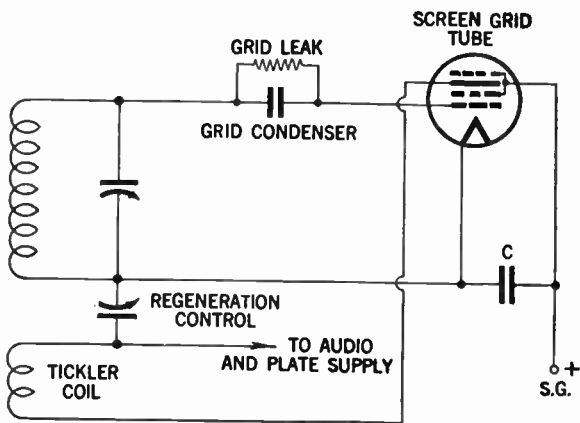 SCREEN GRID
TUBE
GRID LEAK
GRID CONDENSER
C
REGENERATION
CONTROL
TO AUDIO
AND PLATE SUPPLY
TICKLER
COIL
+
S.G.